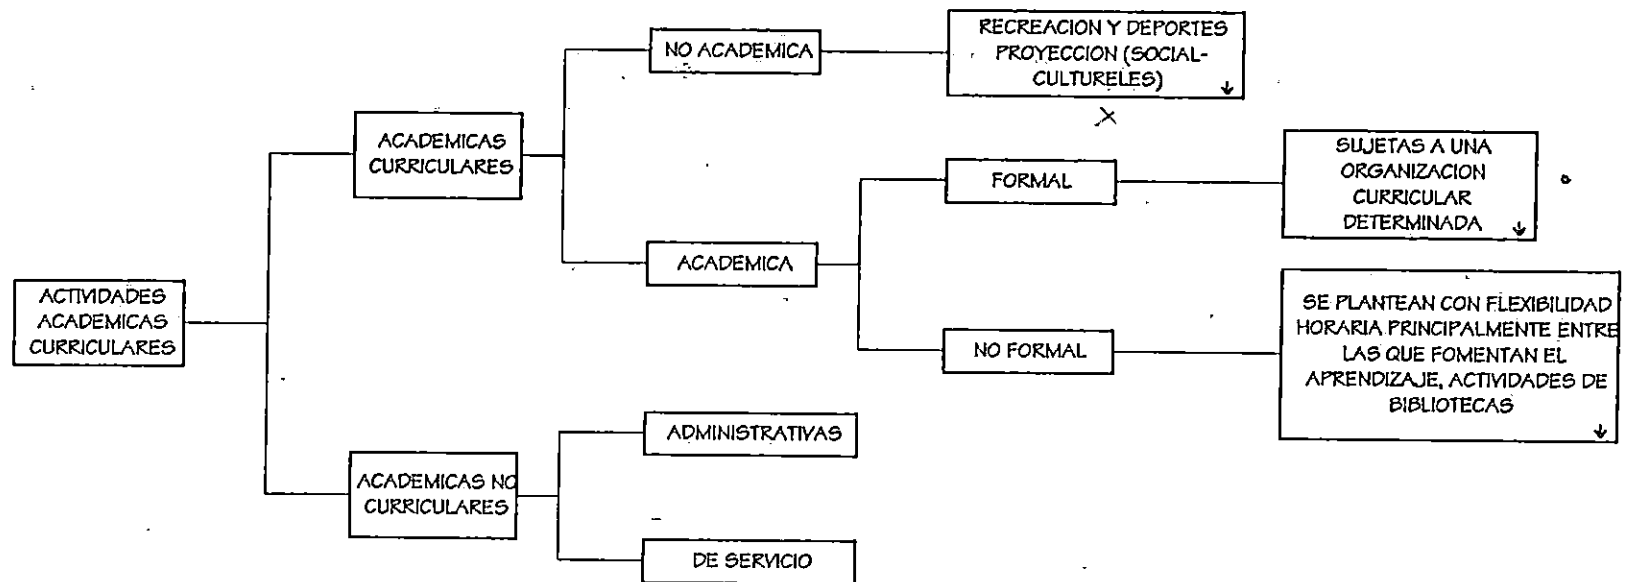 NO ACADEMICA
RECREACION Y DEPORTES
PROYECCION (SOCIAL-
CULTURELES)
ACADEMICAS
CURRICULARES
FORMAL
SUJETAS A UNA
ORGANIZACION
CURRICULAR
DETERMINADA
ACADEMICA
ACTIVIDADES
ACADEMICAS
CURRICULARES
NO FORMAL
SE PLANTEAN CON FLEXIBILIDAD
HORARIA PRINCIPALMENTE ENTRE
LAS QUE FOMENTAN EL
APRENDIZAJE, ACTIVIDADES DE
BIBLIOTECAS
ADMINISTRATIVAS
ACADEMICAS NO
CURRICULARES
DE SERVICIO